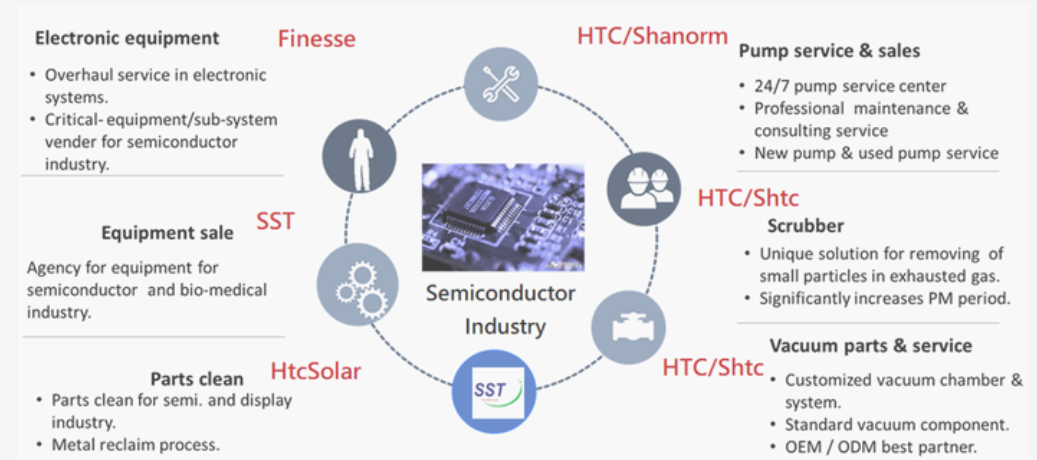 Electronic equipment
Finesse
• Overhaul service in electronic
systems.
• Critical- equipment/sub-system
vender for semiconductor
industry.
Equipment sale
SST
Agency for equipment for
semiconductor and bio-medical
industry.
Parts clean
HtcSolar
• Parts clean for semi. and display
industry.
• Metal reclaim process.
Semiconductor
Industry
SST
HTC/Shanorm
Pump service & sales
• 24/7 pump service center
• Professional maintenance &
consulting service
• New pump & used pump service
HTC/Shtc
Scrubber
• Unique solution for removing of
small particles in exhausted gas.
• Significantly increases PM period.
HTC/Shtc
Vacuum parts & service
• Customized vacuum chamber &
system.
• Standard vacuum component.
• OEM / ODM best partner.